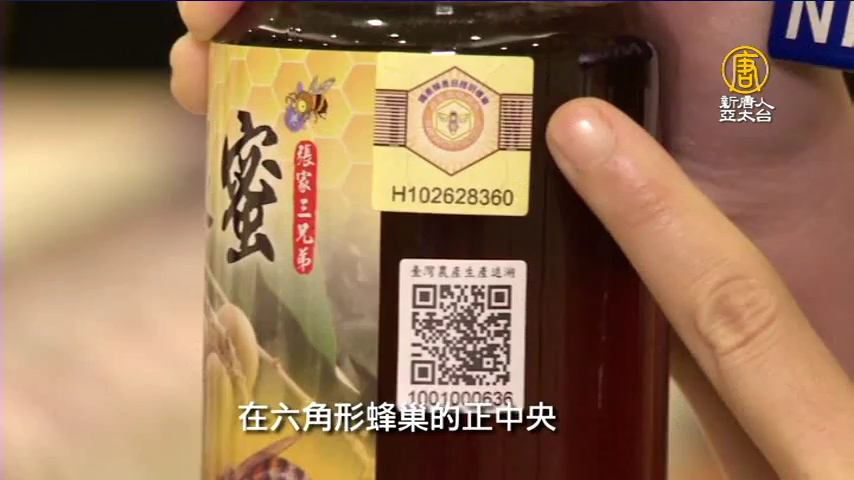 唐
新唐人
亞太台
蜜
張家三兄弟
H102628360
臺灣農產生產追溯
1001000636
在六角形蜂巢的正中央